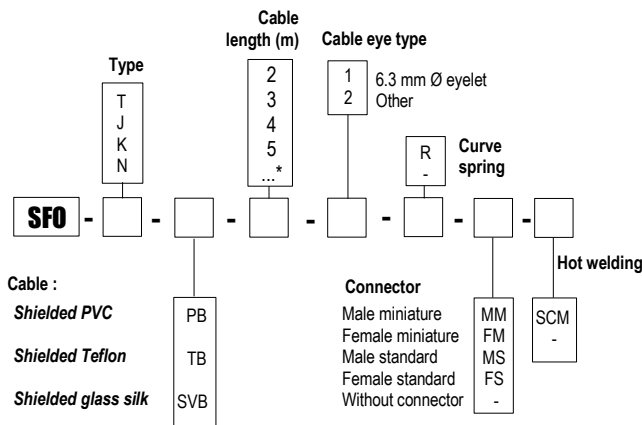 Cable
length (m)
Cable eye type
Type
2
3
4
5
...*
1
2
6.3 mm Ø eyelet
Other
T
J
K
N
R
-
Curve
spring
SFO - - - - - - -
Hot welding
Cable :
Shielded PVC
PB
Shielded Teflon
TB
Shielded glass silk
SVB
Connector
Male miniature
MM
Female miniature
FM
Male standard
MS
Female standard
FS
Without connector
-
SCM
-